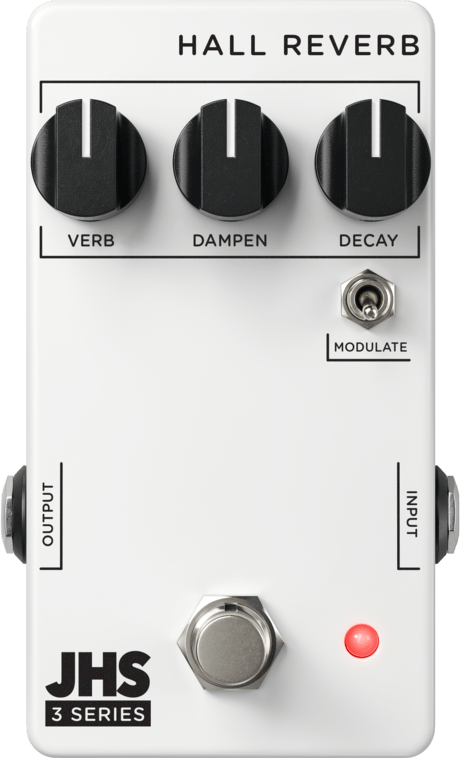 HALL REVERB
VERB DAMPEN DECAY
MODULATE
OUTPUT
INPUT
JHS
3 SERIES